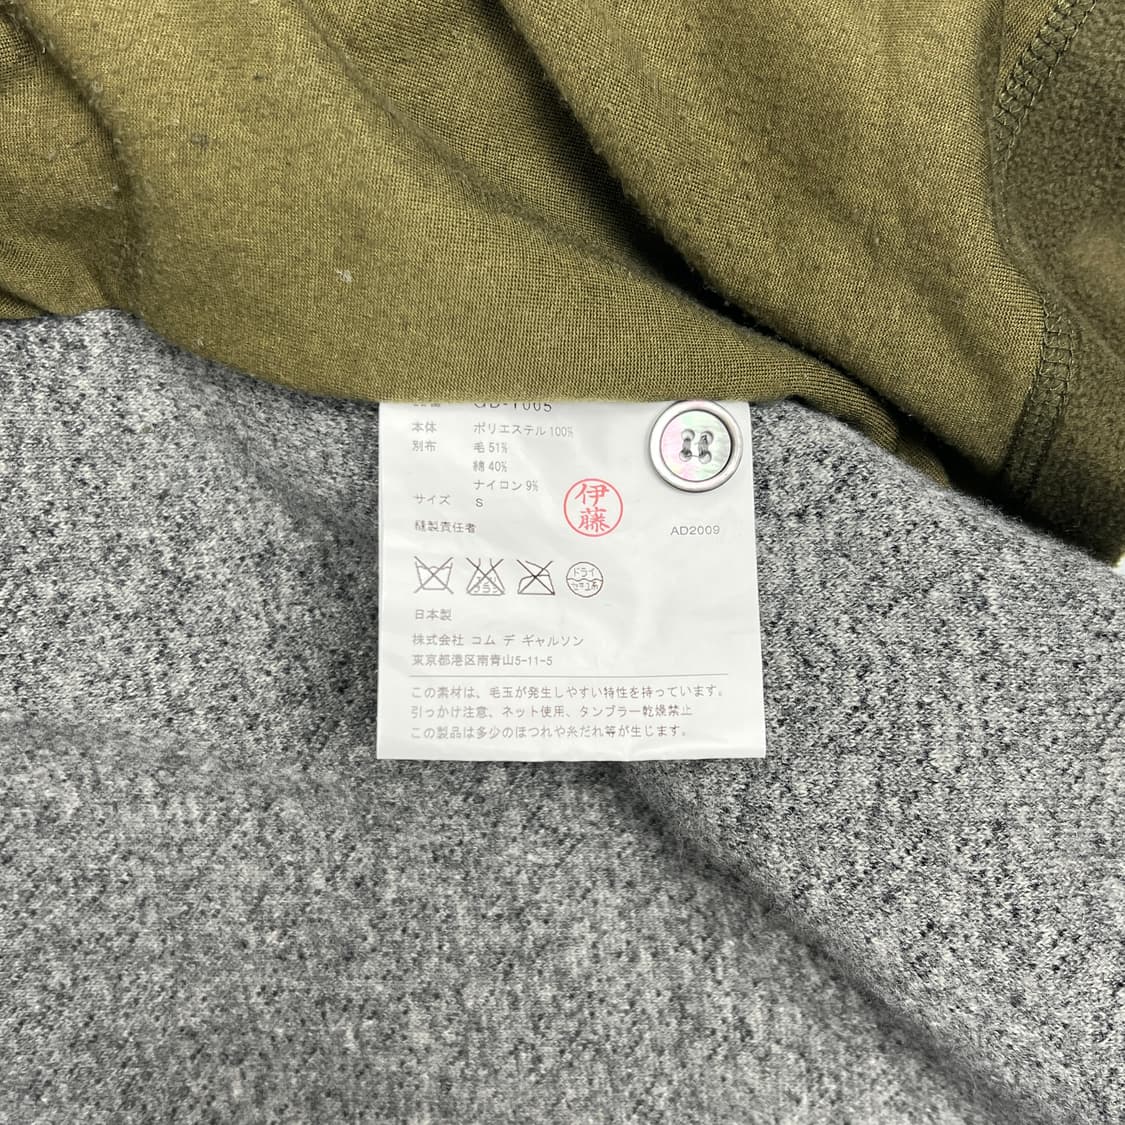 GD-T005
本体 ポリエステル100%
別布 毛51%
綿40%
ナイロン9%
サイズ S
伊藤
縫製責任者
AD2009
ドライ
日本製
株式会社 コム デ ギャルソン
東京都港区南青山5-11-5
この素材は、毛玉が発生しやすい特性を持っています。
引っかけ注意、ネット使用、タンブラー乾燥禁止
この製品は多少のほつれや糸だれ等が生じます。